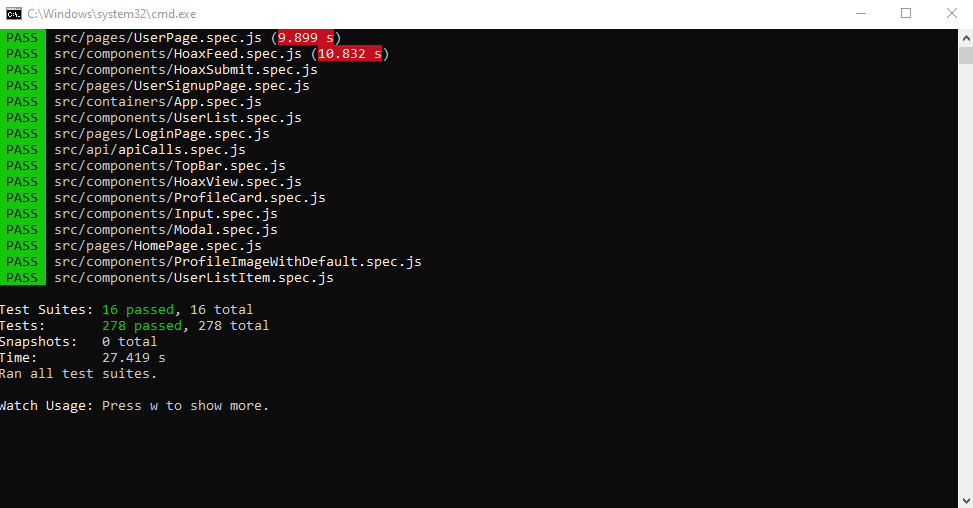 C:\Windows\system32\cmd.exe
PASS src/pages/UserPage.spec.js (9.899 s)
PASS src/components/HoaxFeed.spec.js (10.832 s)
PASS src/components/HoaxSubmit.spec.js
PASS src/pages/UserSignupPage.spec.js
PASS src/containers/App.spec.js
PASS src/components/UserList.spec.js
PASS src/pages/LoginPage.spec.js
PASS src/api/apiCalls.spec.js
PASS src/components/TopBar.spec.js
PASS src/components/HoaxView.spec.js
PASS src/components/ProfileCard.spec.js
PASS src/components/Input.spec.js
PASS src/components/Modal.spec.js
PASS src/pages/HomePage.spec.js
PASS src/components/ProfileImageWithDefault.spec.js
PASS src/components/UserListItem.spec.js
Test Suites: 16 passed, 16 total
Tests: 278 passed, 278 total
Snapshots: 0 total
Time: 27.419 s
Ran all test suites.
Watch Usage: Press w to show more.